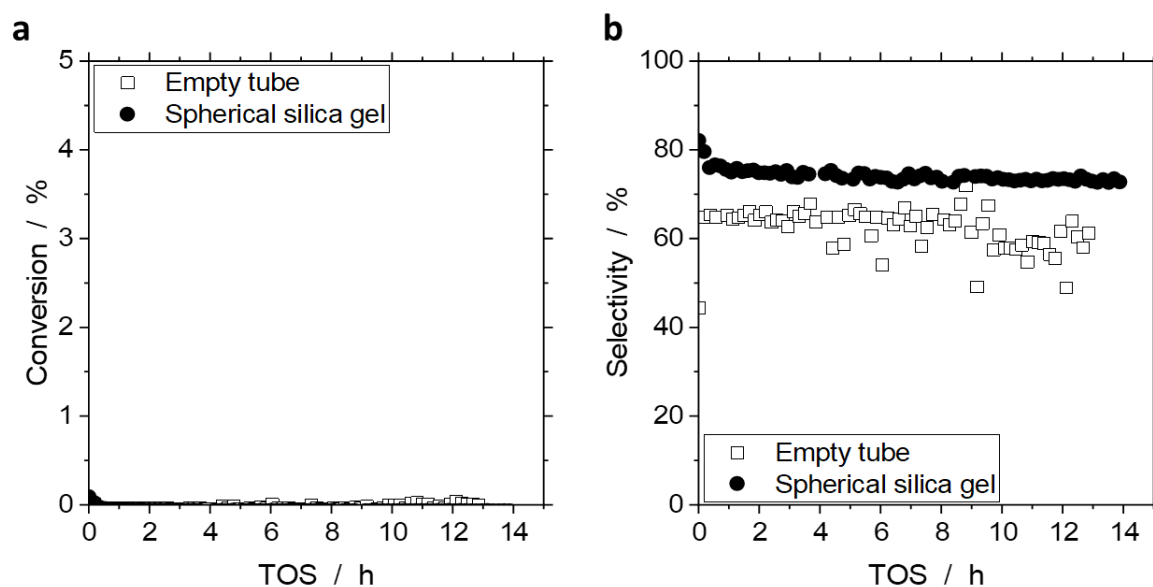 a
5
4
3
2
1
0
Conversion / %
Empty tube
Spherical silica gel
0 2 4 6 8 10 12 14
TOS / h
b
100
80
60
40
20
0
Selectivity / %
Empty tube
Spherical silica gel
0 2 4 6 8 10 12 14
TOS / h